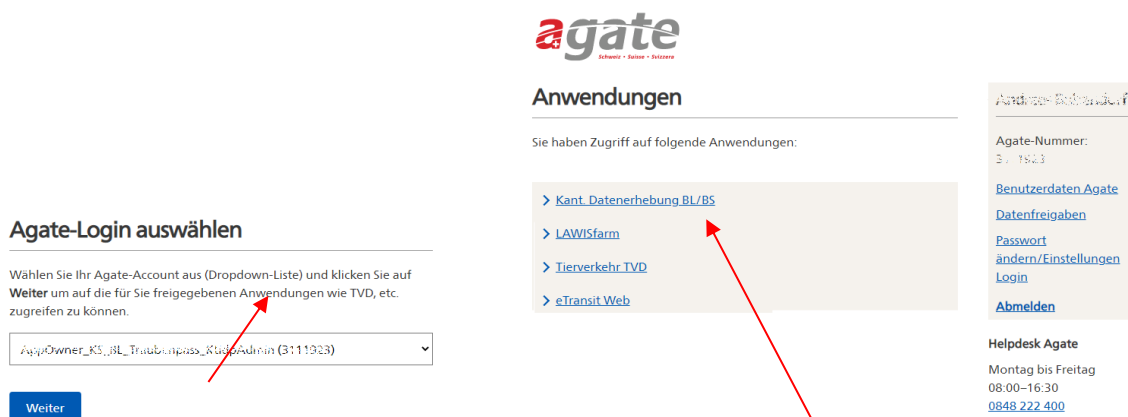 agate
Schweiz • Suisse • Svizzera
Anwendungen
Sie haben Zugriff auf folgende Anwendungen:
Kant. Datenerhebung BL/BS
LAWISfarm
Tierverkehr TVD
eTransit Web
Agate-Nummer:
Benutzerdaten Agate
Datenfreigaben
Passwort
ändern/Einstellungen
Login
Abmelden
Helpdesk Agate
Montag bis Freitag
08:00–16:30
0848 222 400
Agate-Login auswählen
Wählen Sie Ihr Agate-Account aus (Dropdown-Liste) und klicken Sie auf
Weiter um auf die für Sie freigegebenen Anwendungen wie TVD, etc.
zugreifen zu können.
Weiter